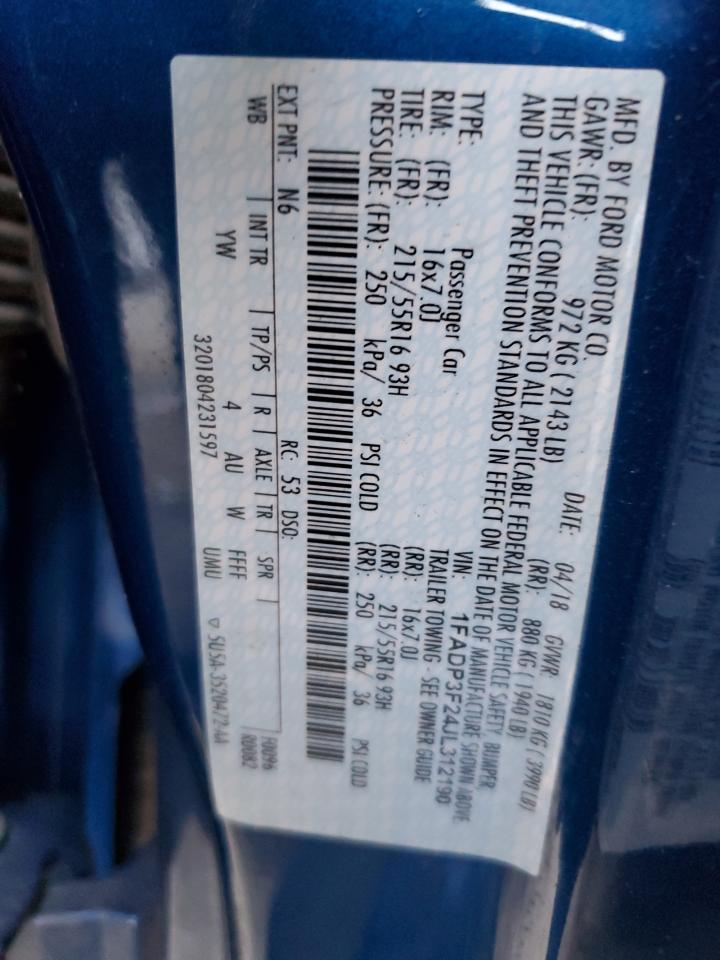 MFD. BY FORD MOTOR CO. DATE: 04/18 GVWR: 1810 KG ( 3990 LB)
GAWR: (FR): 972 KG ( 2143 LB) (RR): 880 KG ( 1940 LB)
THIS VEHICLE CONFORMS TO ALL APPLICABLE FEDERAL MOTOR VEHICLE SAFETY, BUMPER
AND THEFT PREVENTION STANDARDS IN EFFECT ON THE DATE OF MANUFACTURE SHOWN ABOVE
VIN: 1FADP3F24JL312190
TYPE: Passenger Car TRAILER TOWING - SEE OWNER GUIDE
RIM: (FR): 16x7.0J (RR): 16x7.0J
TIRE: (FR): 215/55R16 93H (RR): 215/55R16 93H
PRESSURE: (FR): 250 kPa/ 36 PSI COLD (RR): 250 kPa/ 36 PSI COLD
EXT PNT: N6 RC: 53 DSO:
WB | INT TR | TP/PS | R | AXLE | TR | SPR | F0096
YW 4 AU W FFFF R0082
3201804231597 UMU ▽ 5U5A-3520472-AA